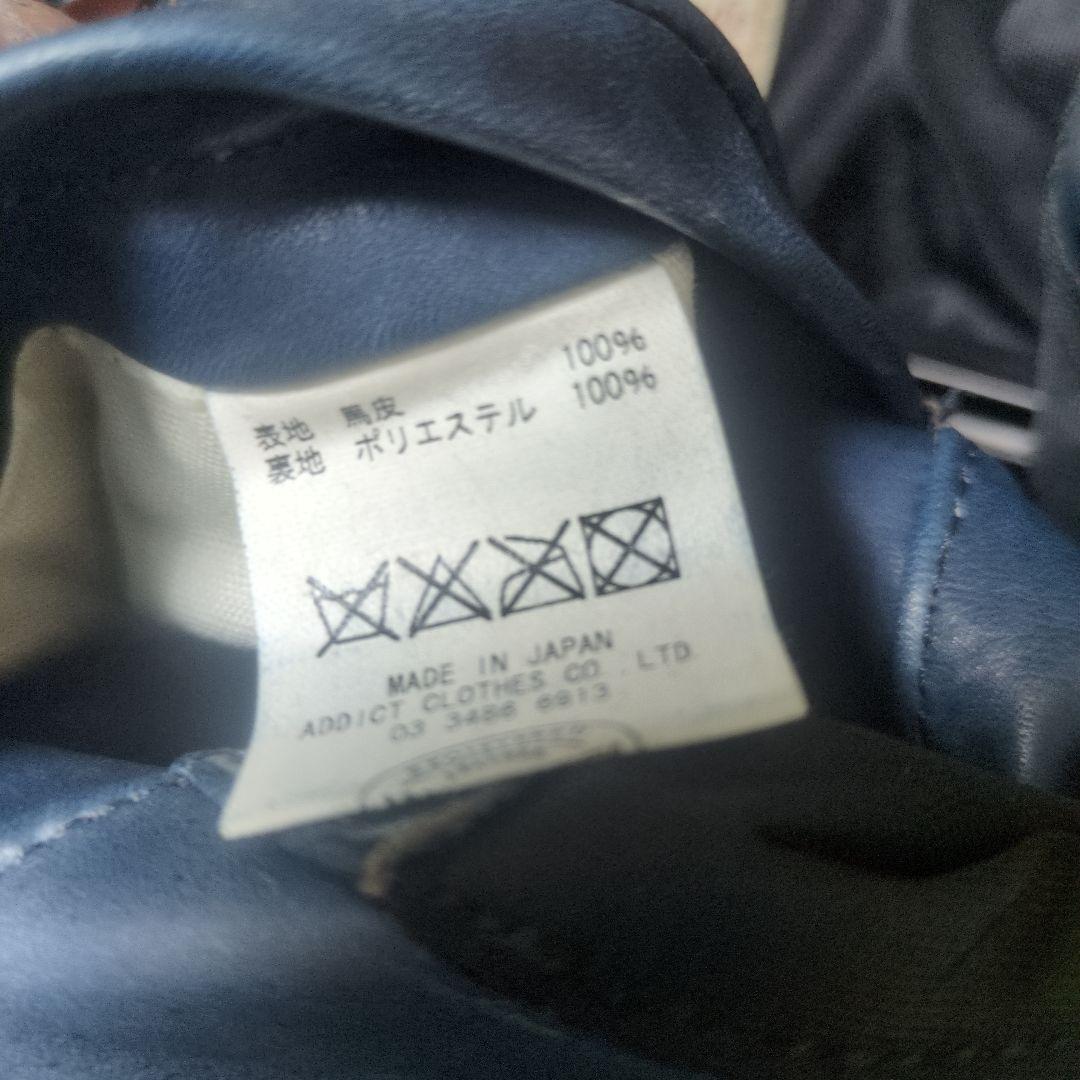 表地 馬皮 100%
裏地 ポリエステル 100%
MADE IN JAPAN
ADDICT CLOTHES CO .LTD
03 3486 6813